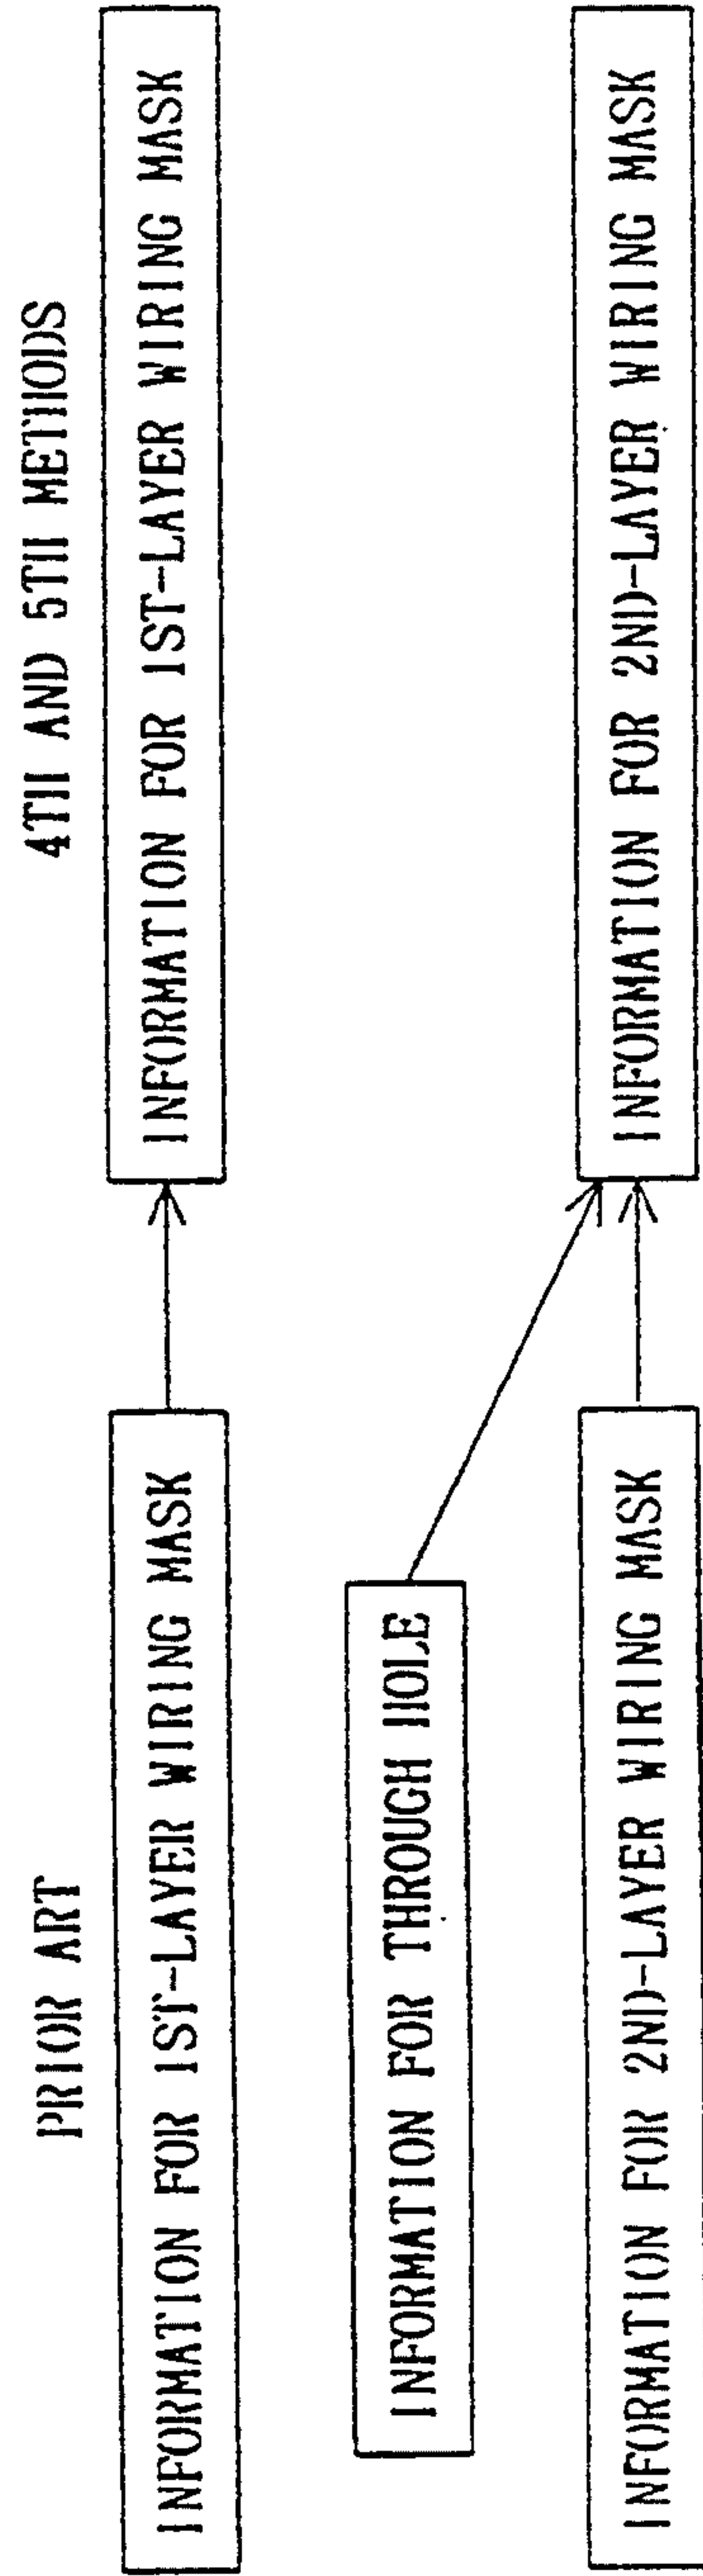 PRIOR ART
4TH AND 5TH METHODS
INFORMATION FOR 1ST-LAYER WIRING MASK
INFORMATION FOR 1ST-LAYER WIRING MASK
INFORMATION FOR THROUGH HOLE
INFORMATION FOR 2ND-LAYER WIRING MASK
INFORMATION FOR 2ND-LAYER WIRING MASK